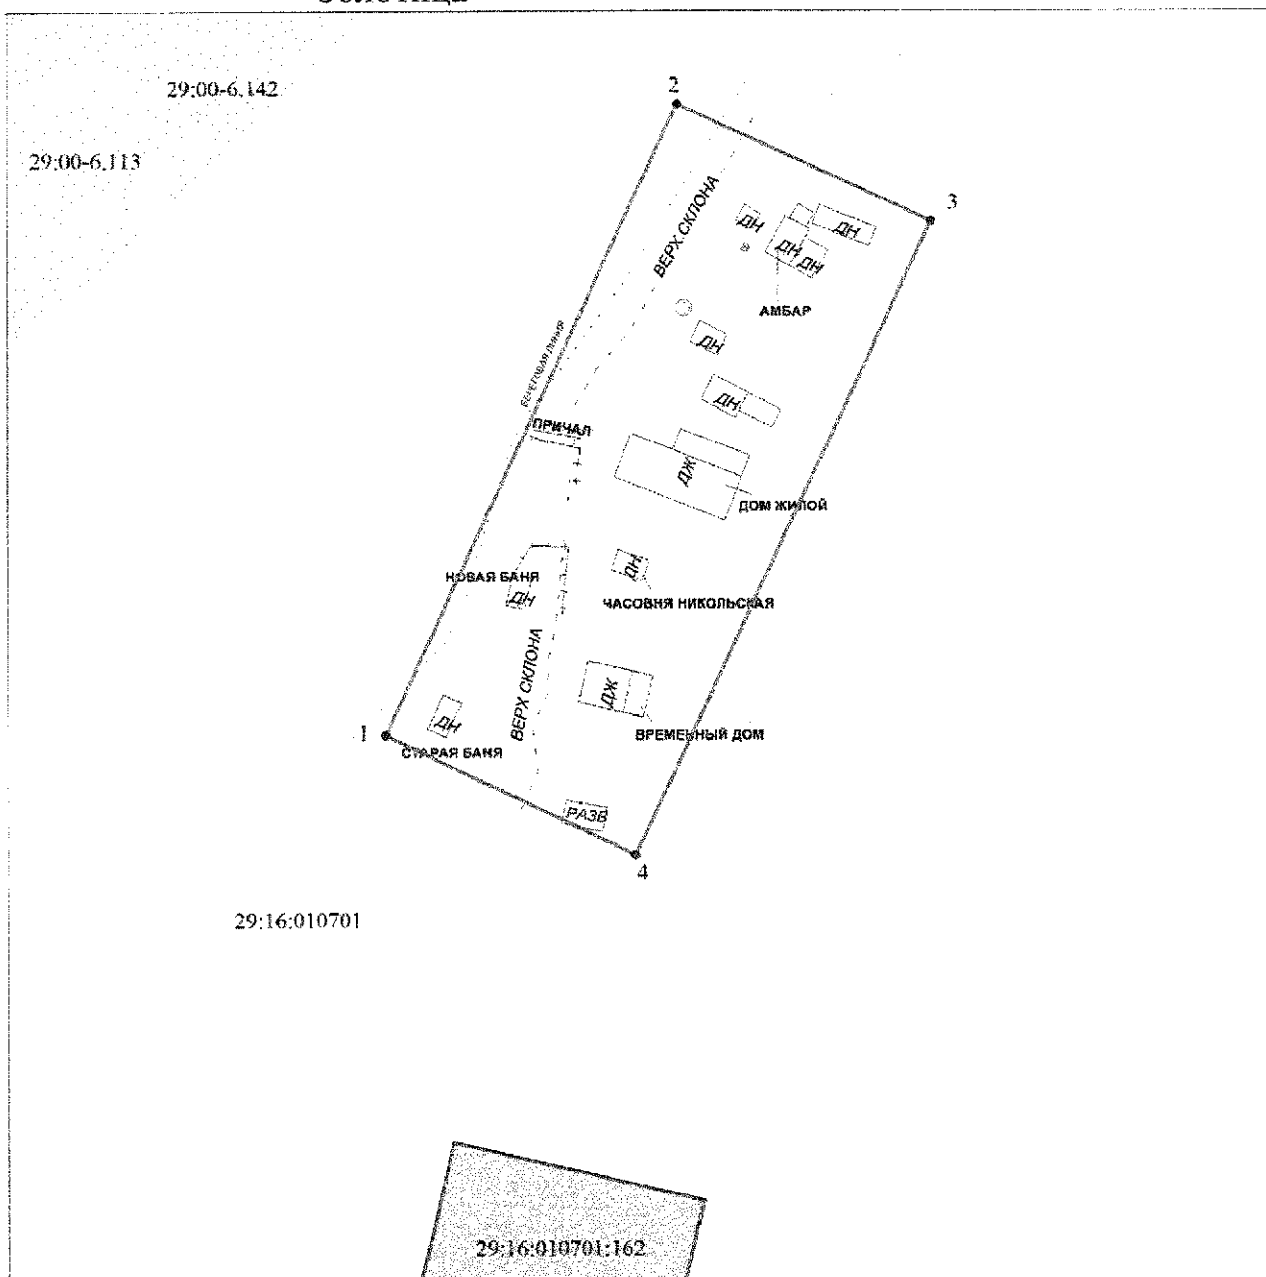 29:00-6.142
2
29:00-6.113
3
ВЕРХ СКЛОНА
ДН
ДН
ДН
ДН
АМБАР
ДН
БЕРЕГОВАЯ ЛИНИЯ
ДН
ПРИЧАЛ
ДЖ
ДОМ ЖИЛОЙ
ДН
НОВАЯ БАНЯ
ДН
ЧАСОВНЯ НИКОЛЬСКАЯ
ВЕРХ СКЛОНА
ДЖ
ДН
1
ВРЕМЕННЫЙ ДОМ
СТАРАЯ БАНЯ
РАЗВ
4
29:16:010701
29:16:010701:162